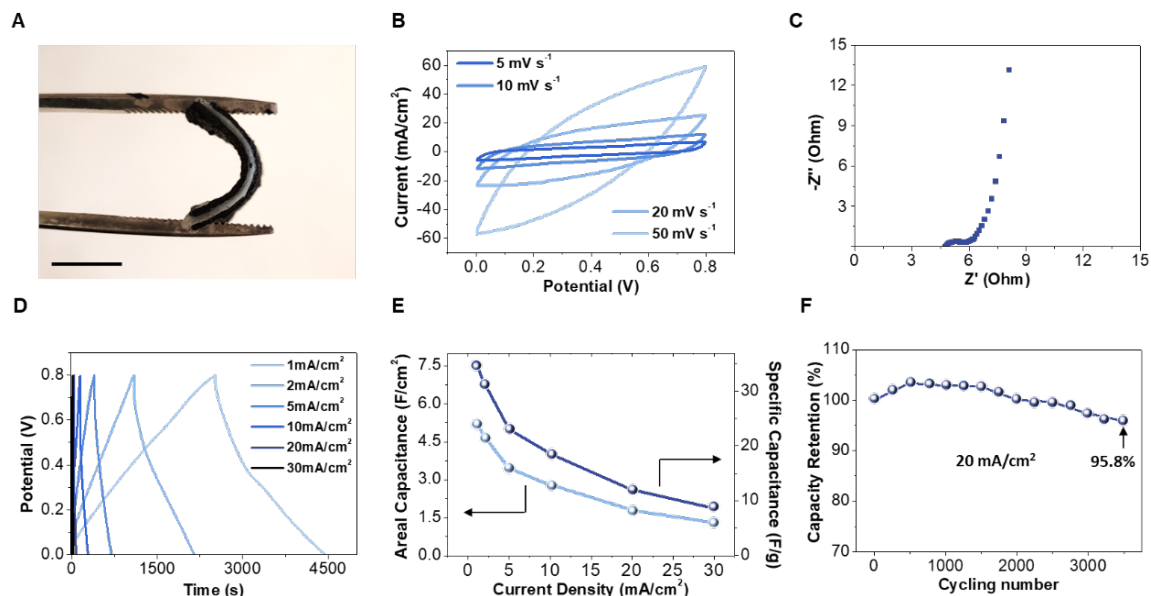 A
B
60
40
20
0
-20
-40
-60
Current (mA/cm²)
5 mV s⁻¹
10 mV s⁻¹
20 mV s⁻¹
50 mV s⁻¹
0.0 0.2 0.4 0.6 0.8
Potential (V)
C
15
12
9
6
3
-Z'' (Ohm)
0 3 6 9 12 15
Z' (Ohm)
D
0.8
0.6
0.4
0.2
0.0
Potential (V)
1mA/cm²
2mA/cm²
5mA/cm²
10mA/cm²
20mA/cm²
30mA/cm²
0 1500 3000 4500
Time (s)
E
7.5
6.0
4.5
3.0
1.5
0.0
Areal Capacitance (F/cm²)
30
20
10
0
Specific Capacitance (F/g)
0 5 10 15 20 25 30
Current Density (mA/cm²)
F
110
100
90
80
70
Capacity Retention (%)
20 mA/cm²
95.8%
0 1000 2000 3000
Cycling number